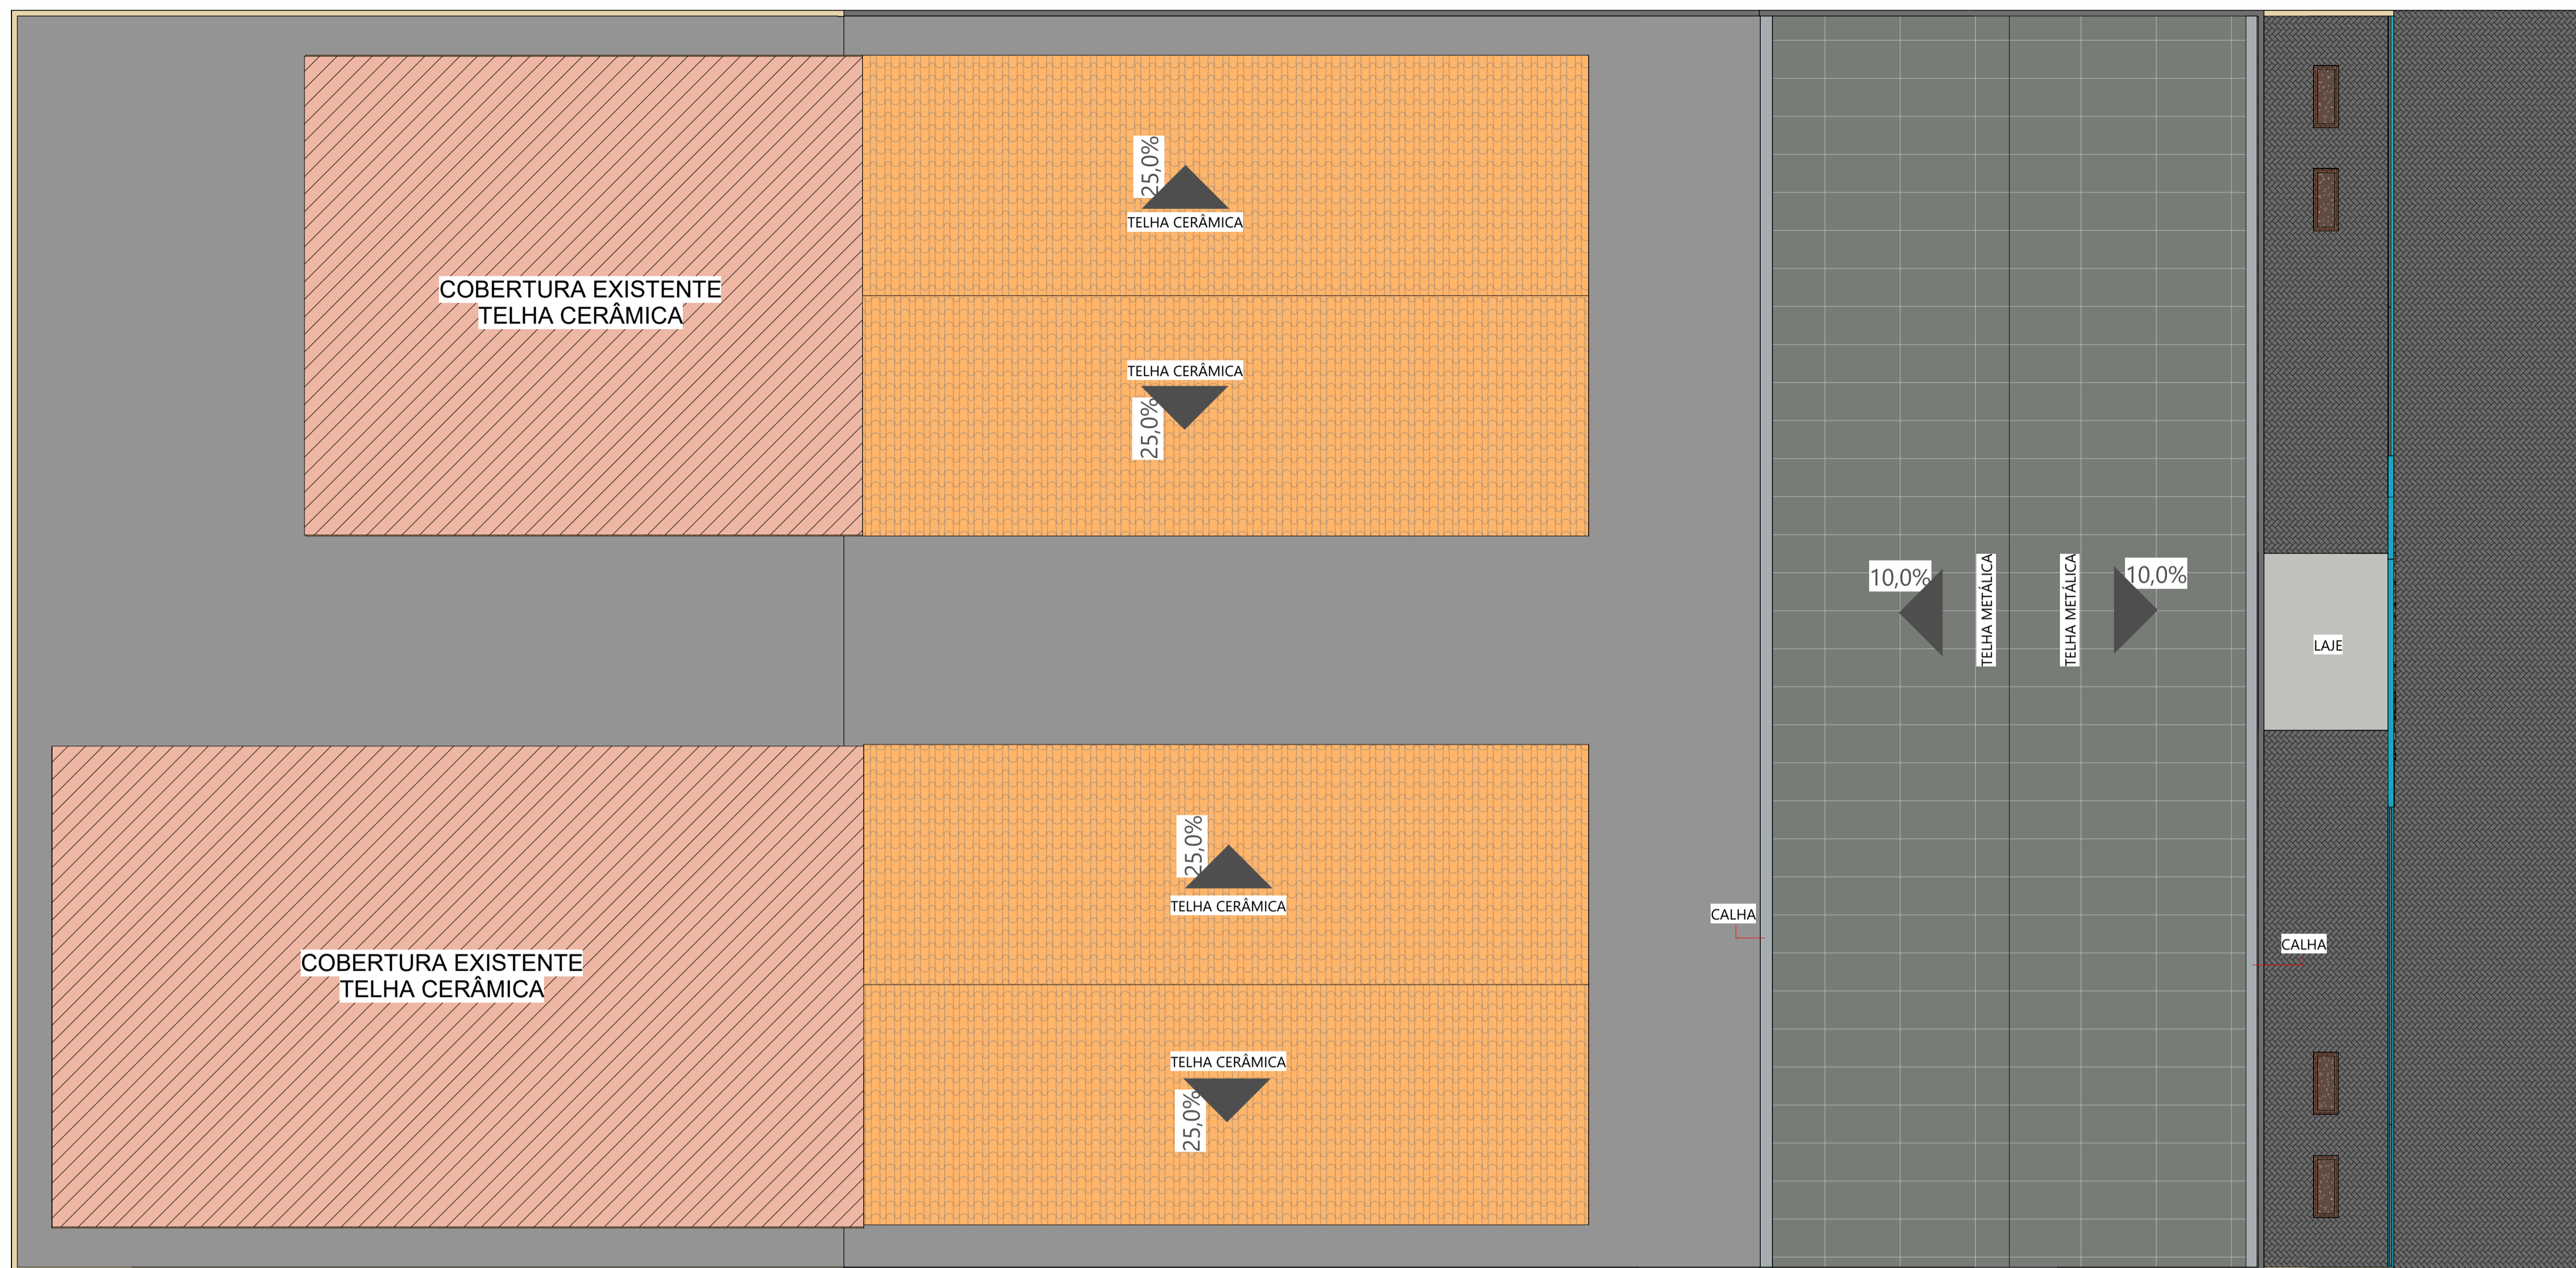 25,0%
TELHA CERÂMICA
COBERTURA EXISTENTE
TELHA CERÂMICA
TELHA CERÂMICA
25,0%
10,0%
TELHA METÁLICA
TELHA METÁLICA
10,0%
LAJE
25,0%
TELHA CERÂMICA
CALHA
CALHA
COBERTURA EXISTENTE
TELHA CERÂMICA
TELHA CERÂMICA
25,0%